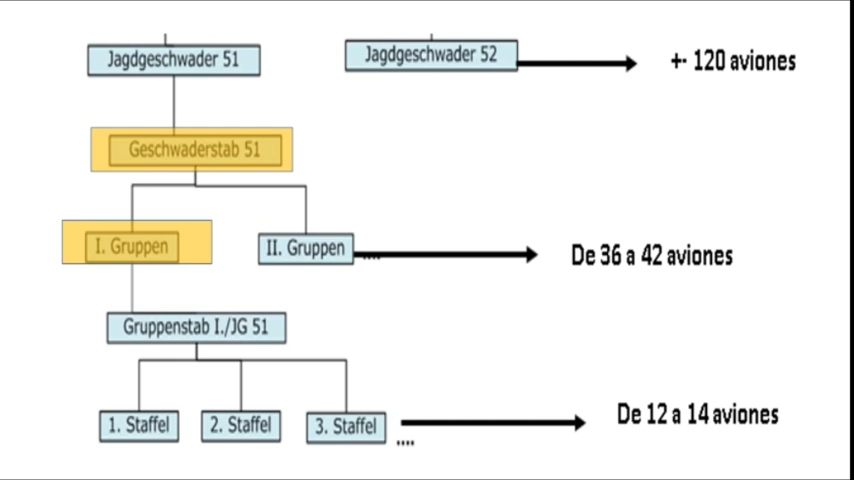 Jagdgeschwader 51
Jagdgeschwader 52
+- 120 aviones
Geschwaderstab 51
I. Gruppen
II. Gruppen
....
De 36 a 42 aviones
Gruppenstab I./JG 51
1. Staffel
2. Staffel
3. Staffel
....
De 12 a 14 aviones